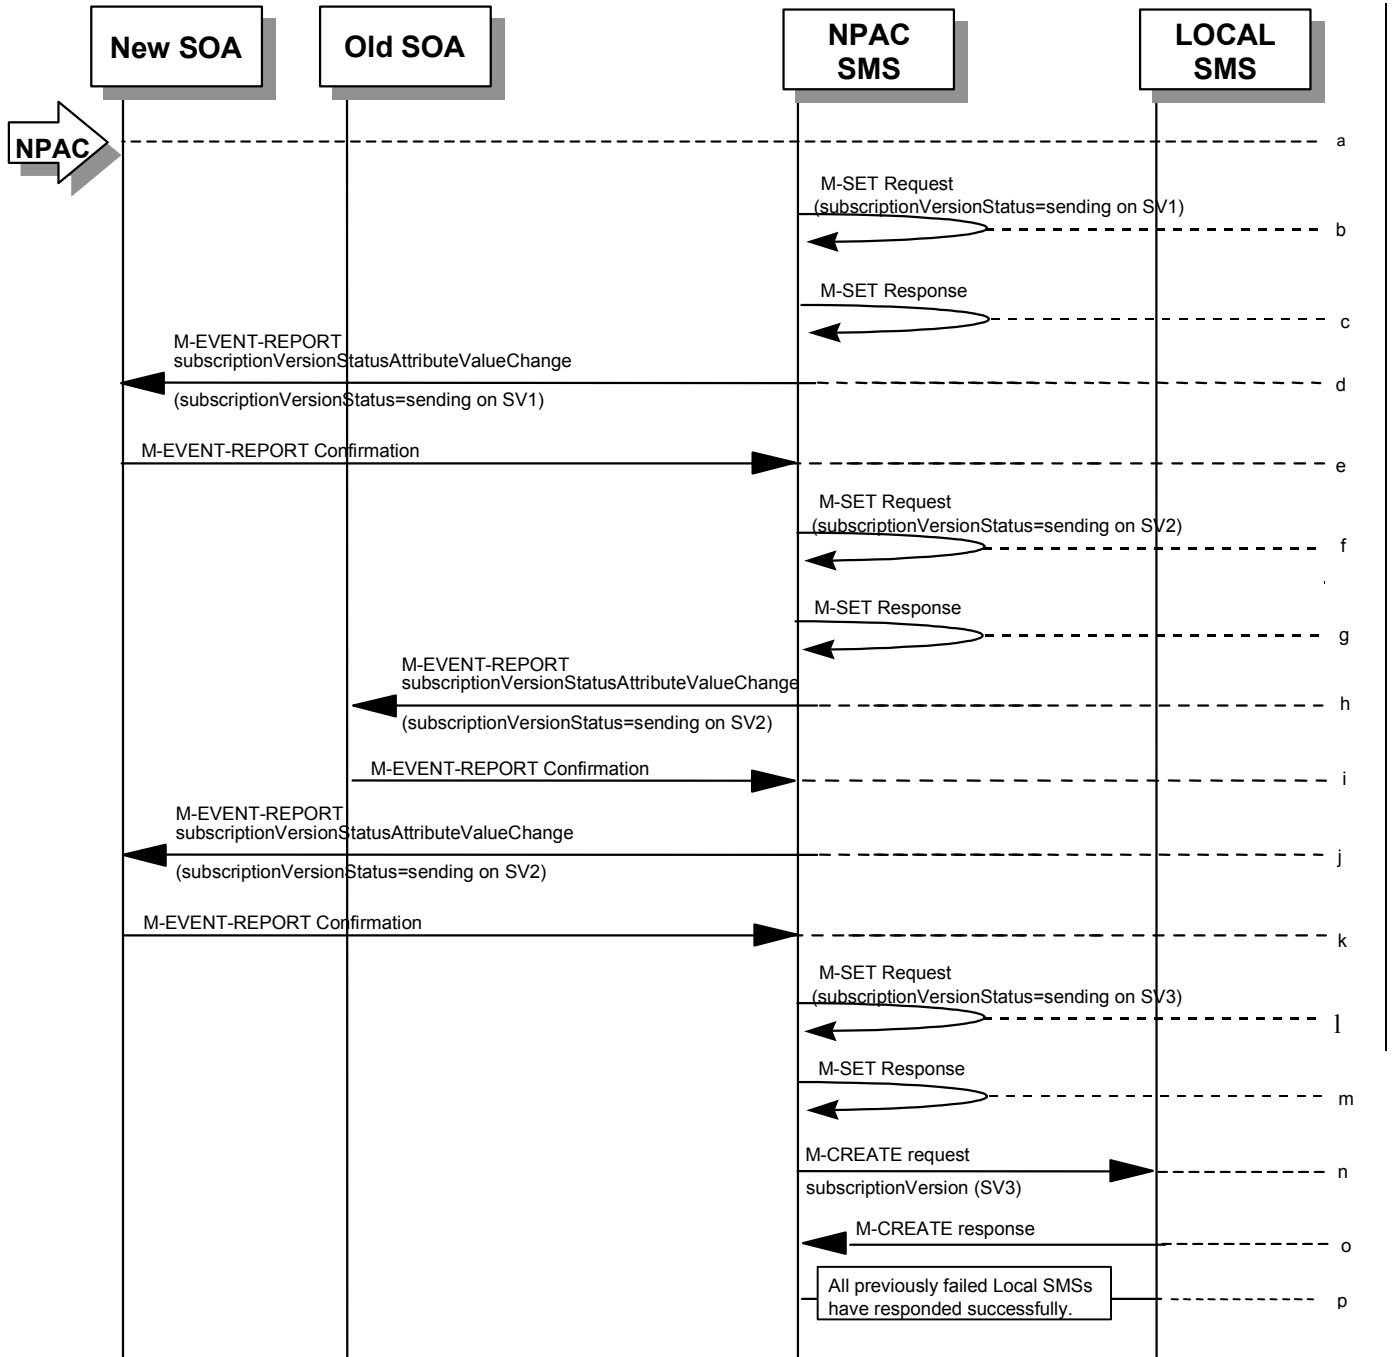 New SOA
Old SOA
NPAC
SMS
LOCAL
SMS
NPAC
a
M-SET Request
(subscriptionVersionStatus=sending on SV1)
b
M-SET Response
c
M-EVENT-REPORT
subscriptionVersionStatusAttributeValueChange
(subscriptionVersionStatus=sending on SV1)
d
M-EVENT-REPORT Confirmation
e
M-SET Request
(subscriptionVersionStatus=sending on SV2)
f
M-SET Response
g
M-EVENT-REPORT
subscriptionVersionStatusAttributeValueChange
(subscriptionVersionStatus=sending on SV2)
h
M-EVENT-REPORT Confirmation
i
M-EVENT-REPORT
subscriptionVersionStatusAttributeValueChange
(subscriptionVersionStatus=sending on SV2)
j
M-EVENT-REPORT Confirmation
k
M-SET Request
(subscriptionVersionStatus=sending on SV3)
l
M-SET Response
m
M-CREATE request
subscriptionVersion (SV3)
n
M-CREATE response
o
All previously failed Local SMSs
have responded successfully.
p